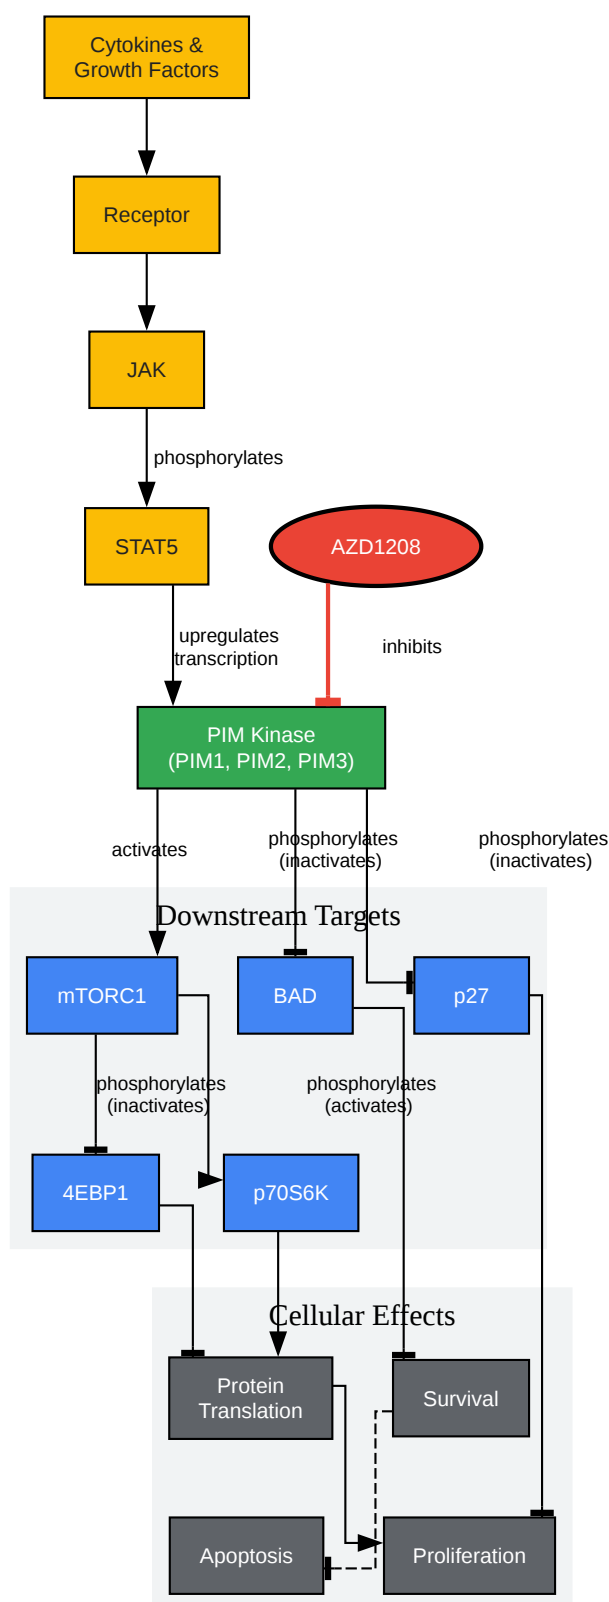 Cytokines &
Growth Factors
Receptor
JAK
phosphorylates
STAT5
AZD1208
upregulates
transcription
inhibits
PIM Kinase
(PIM1, PIM2, PIM3)
activates
phosphorylates
(inactivates)
phosphorylates
(inactivates)
Downstream Targets
mTORC1
BAD
p27
phosphorylates
(inactivates)
phosphorylates
(activates)
4EBP1
p70S6K
Cellular Effects
Protein
Translation
Survival
Apoptosis
Proliferation